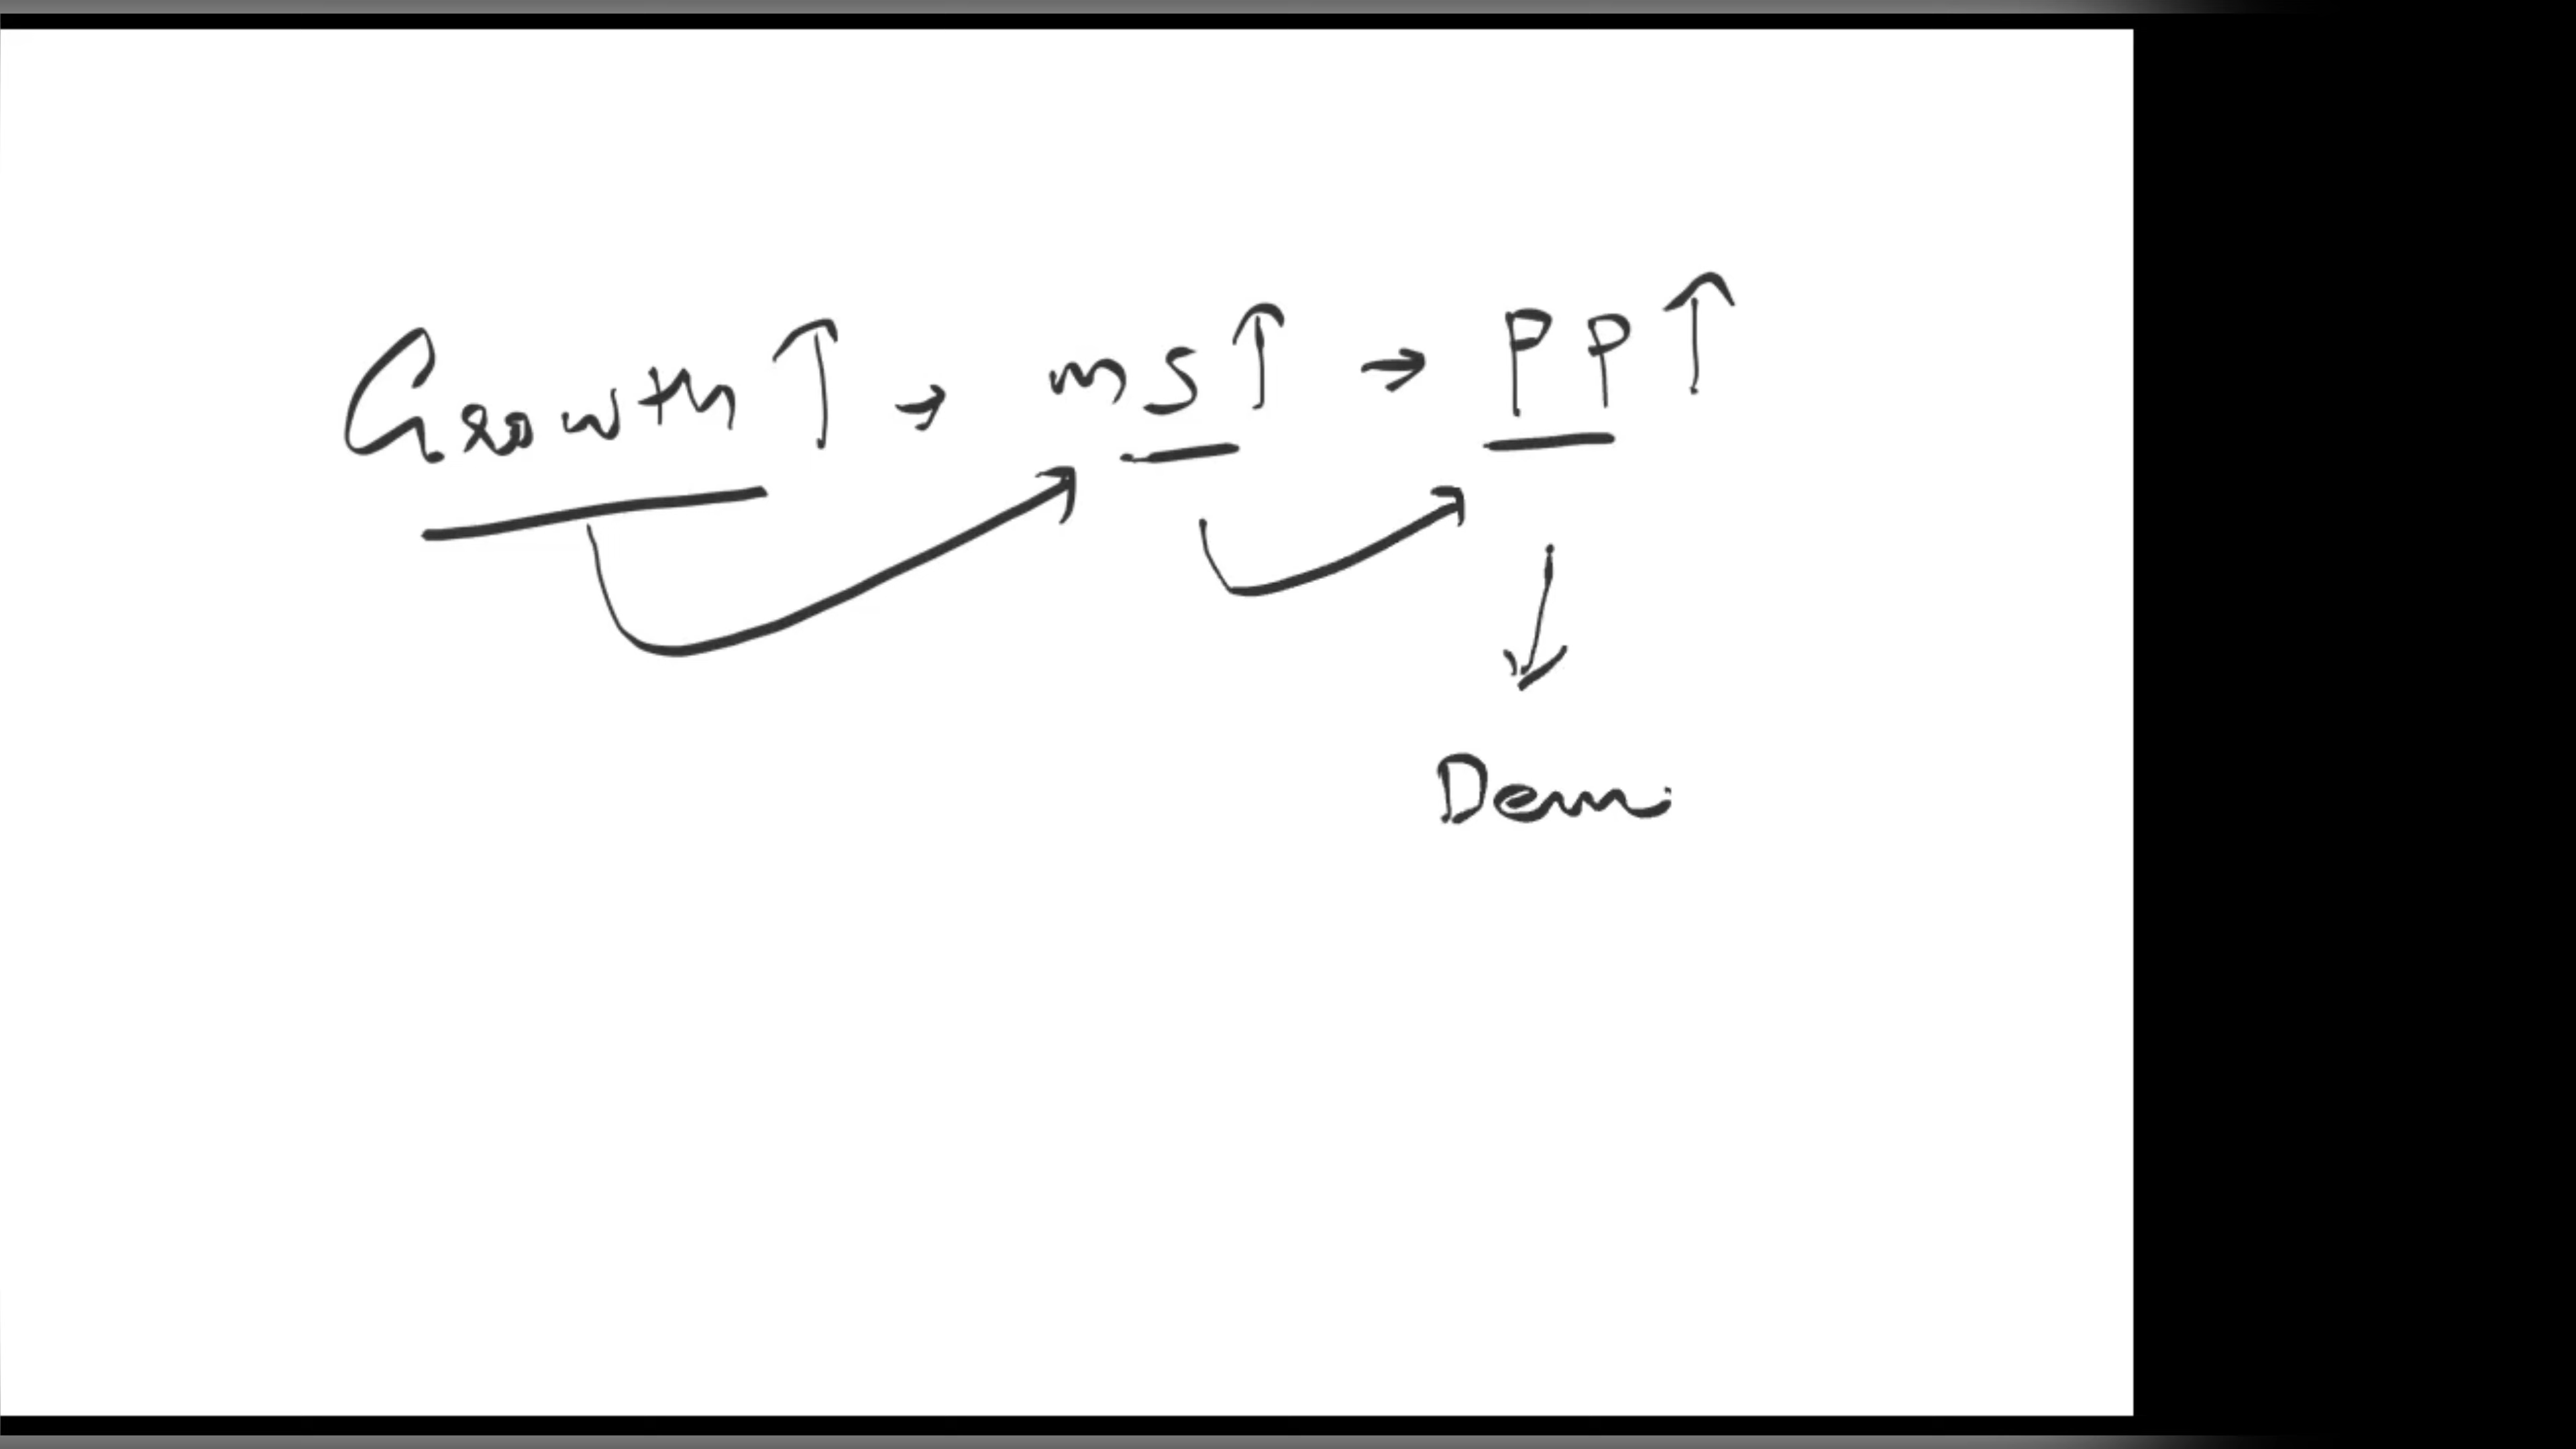 Growth ↑ → ms ↑ → PP ↑
Dem